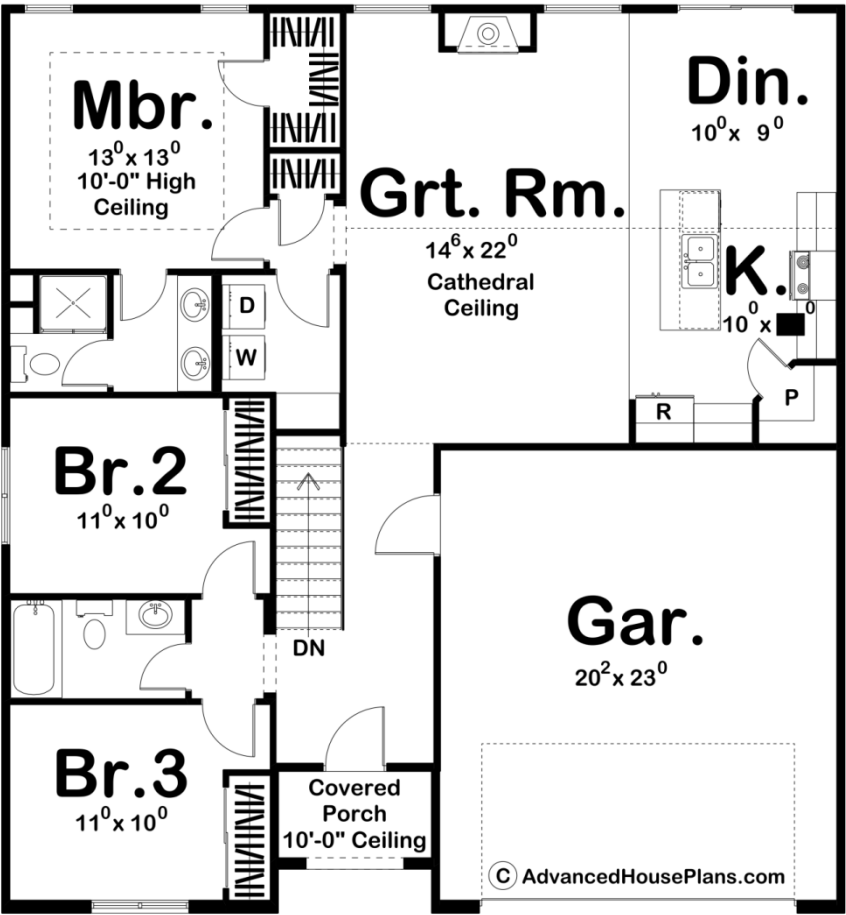 Mbr.
13⁰ x 13⁰
10'-0" High
Ceiling
Din.
10⁰ x 9⁰
Grt. Rm.
14⁶ x 22⁰
Cathedral
Ceiling
K.
10⁰ x ⁰
D
W
R
P
Br.2
11⁰ x 10⁰
DN
Gar.
20² x 23⁰
Br.3
11⁰ x 10⁰
Covered
Porch
10'-0" Ceiling
© AdvancedHousePlans.com